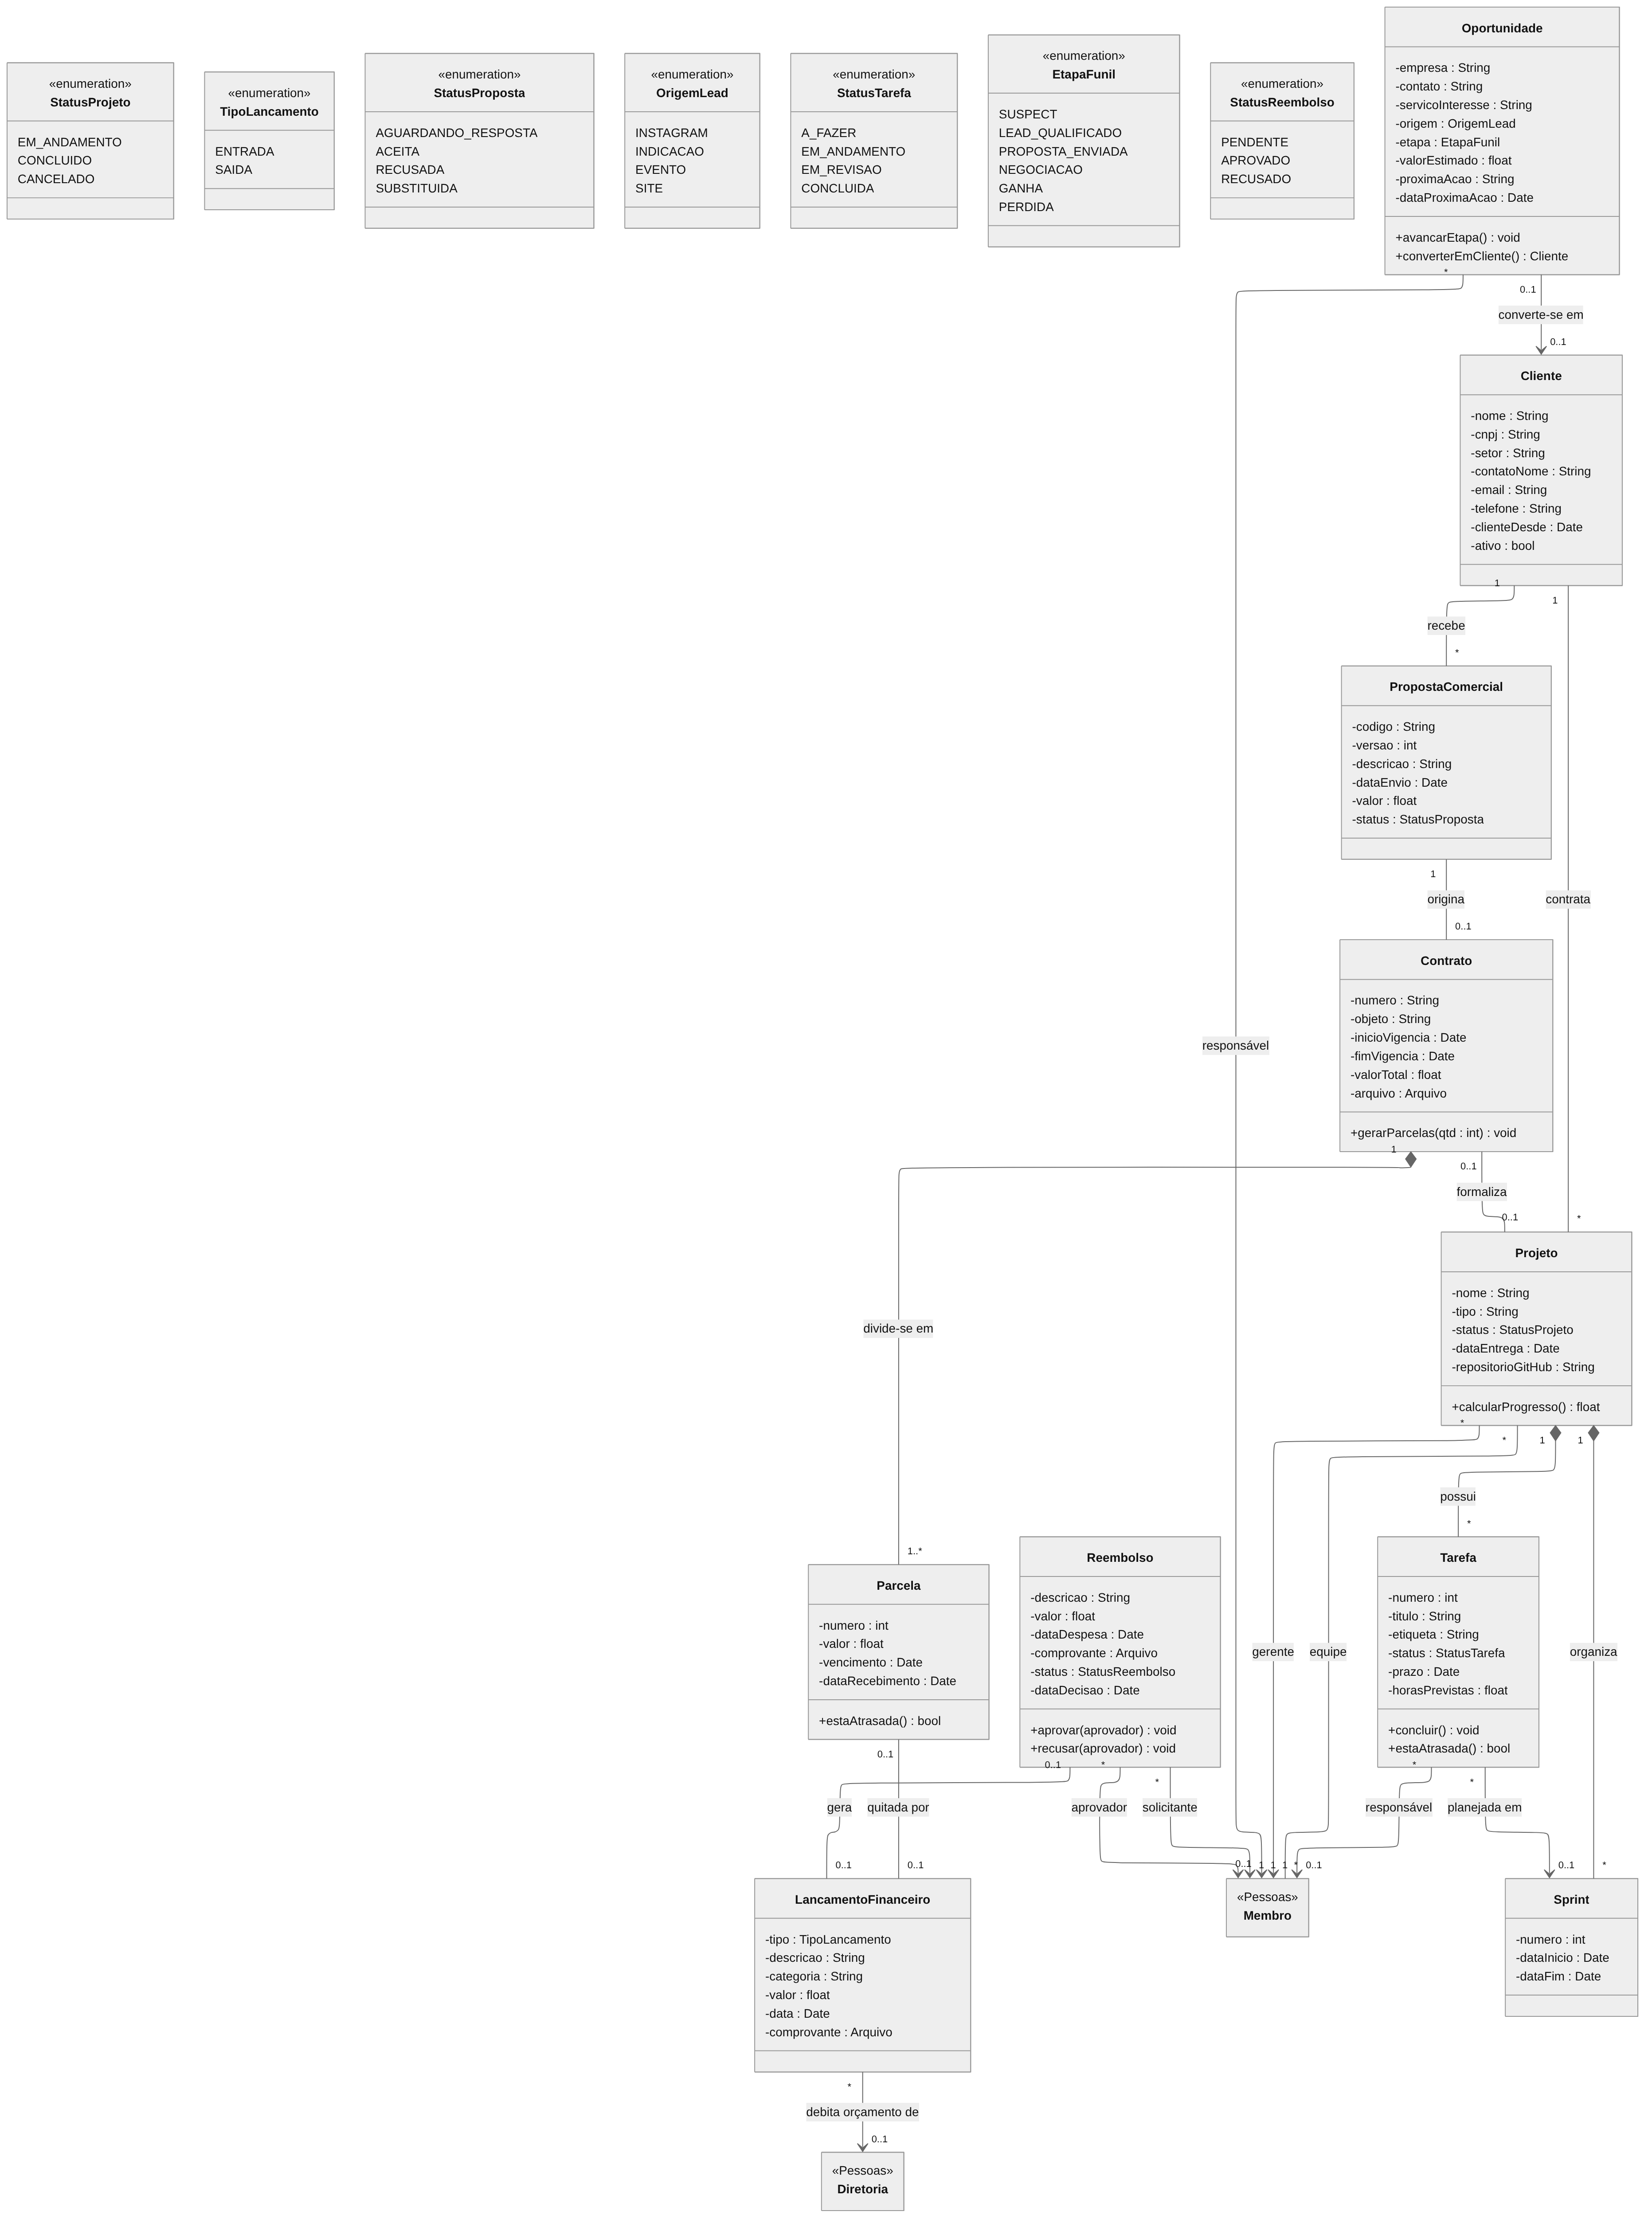 «enumeration»
StatusProjeto
EM_ANDAMENTO
CONCLUIDO
CANCELADO
«enumeration»
TipoLancamento
ENTRADA
SAIDA
«enumeration»
StatusProposta
AGUARDANDO_RESPOSTA
ACEITA
RECUSADA
SUBSTITUIDA
«enumeration»
OrigemLead
INSTAGRAM
INDICACAO
EVENTO
SITE
«enumeration»
StatusTarefa
A_FAZER
EM_ANDAMENTO
EM_REVISAO
CONCLUIDA
«enumeration»
EtapaFunil
SUSPECT
LEAD_QUALIFICADO
PROPOSTA_ENVIADA
NEGOCIACAO
GANHA
PERDIDA
«enumeration»
StatusReembolso
PENDENTE
APROVADO
RECUSADO
Oportunidade
-empresa : String
-contato : String
-servicoInteresse : String
-origem : OrigemLead
-etapa : EtapaFunil
-valorEstimado : float
-proximaAcao : String
-dataProximaAcao : Date
+avancarEtapa() : void
+converterEmCliente() : Cliente
*
0..1
converte-se em
0..1
Cliente
-nome : String
-cnpj : String
-setor : String
-contatoNome : String
-email : String
-telefone : String
-clienteDesde : Date
-ativo : bool
1
1
recebe
*
PropostaComercial
-codigo : String
-versao : int
-descricao : String
-dataEnvio : Date
-valor : float
-status : StatusProposta
1
origina
contrata
0..1
Contrato
-numero : String
-objeto : String
-inicioVigencia : Date
-fimVigencia : Date
-valorTotal : float
-arquivo : Arquivo
+gerarParcelas(qtd : int) : void
responsável
1
0..1
formaliza
0..1
*
Projeto
-nome : String
-tipo : String
-status : StatusProjeto
-dataEntrega : Date
-repositorioGitHub : String
+calcularProgresso() : float
divide-se em
*
*
1
1
possui
*
1..*
Parcela
-numero : int
-valor : float
-vencimento : Date
-dataRecebimento : Date
+estaAtrasada() : bool
Reembolso
-descricao : String
-valor : float
-dataDespesa : Date
-comprovante : Arquivo
-status : StatusReembolso
-dataDecisao : Date
+aprovar(aprovador) : void
+recusar(aprovador) : void
gerente
equipe
Tarefa
-numero : int
-titulo : String
-etiqueta : String
-status : StatusTarefa
-prazo : Date
-horasPrevistas : float
+concluir() : void
+estaAtrasada() : bool
organiza
0..1
0..1
*
*
*
*
gera
quitada por
aprovador
solicitante
responsável
planejada em
0..1
0..1
0..1
1
1
1
*
0..1
0..1
*
LancamentoFinanceiro
-tipo : TipoLancamento
-descricao : String
-categoria : String
-valor : float
-data : Date
-comprovante : Arquivo
«Pessoas»
Membro
Sprint
-numero : int
-dataInicio : Date
-dataFim : Date
*
debita orçamento de
0..1
«Pessoas»
Diretoria